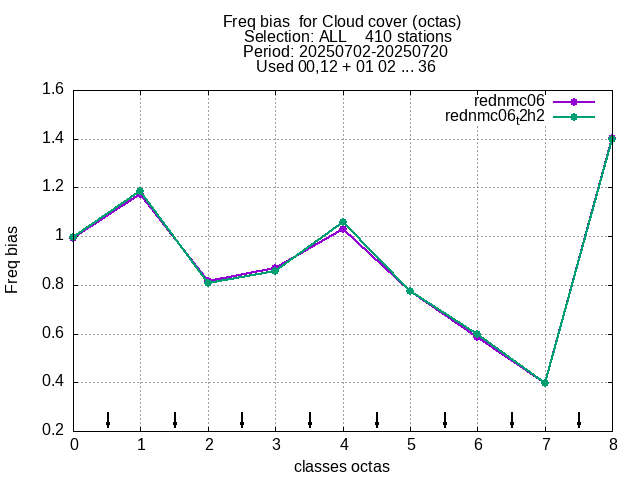 Freq bias  for Cloud cover (octas)
Selection: ALL    410 stations
Period: 20250702-20250720
Used 00,12 + 01 02 ... 36
rednmc06
rednmc06_t2h2
1.6
1.4
1.2
1
0.8
0.6
0.4
0.2
Freq bias
0 1 2 3 4 5 6 7 8
classes octas